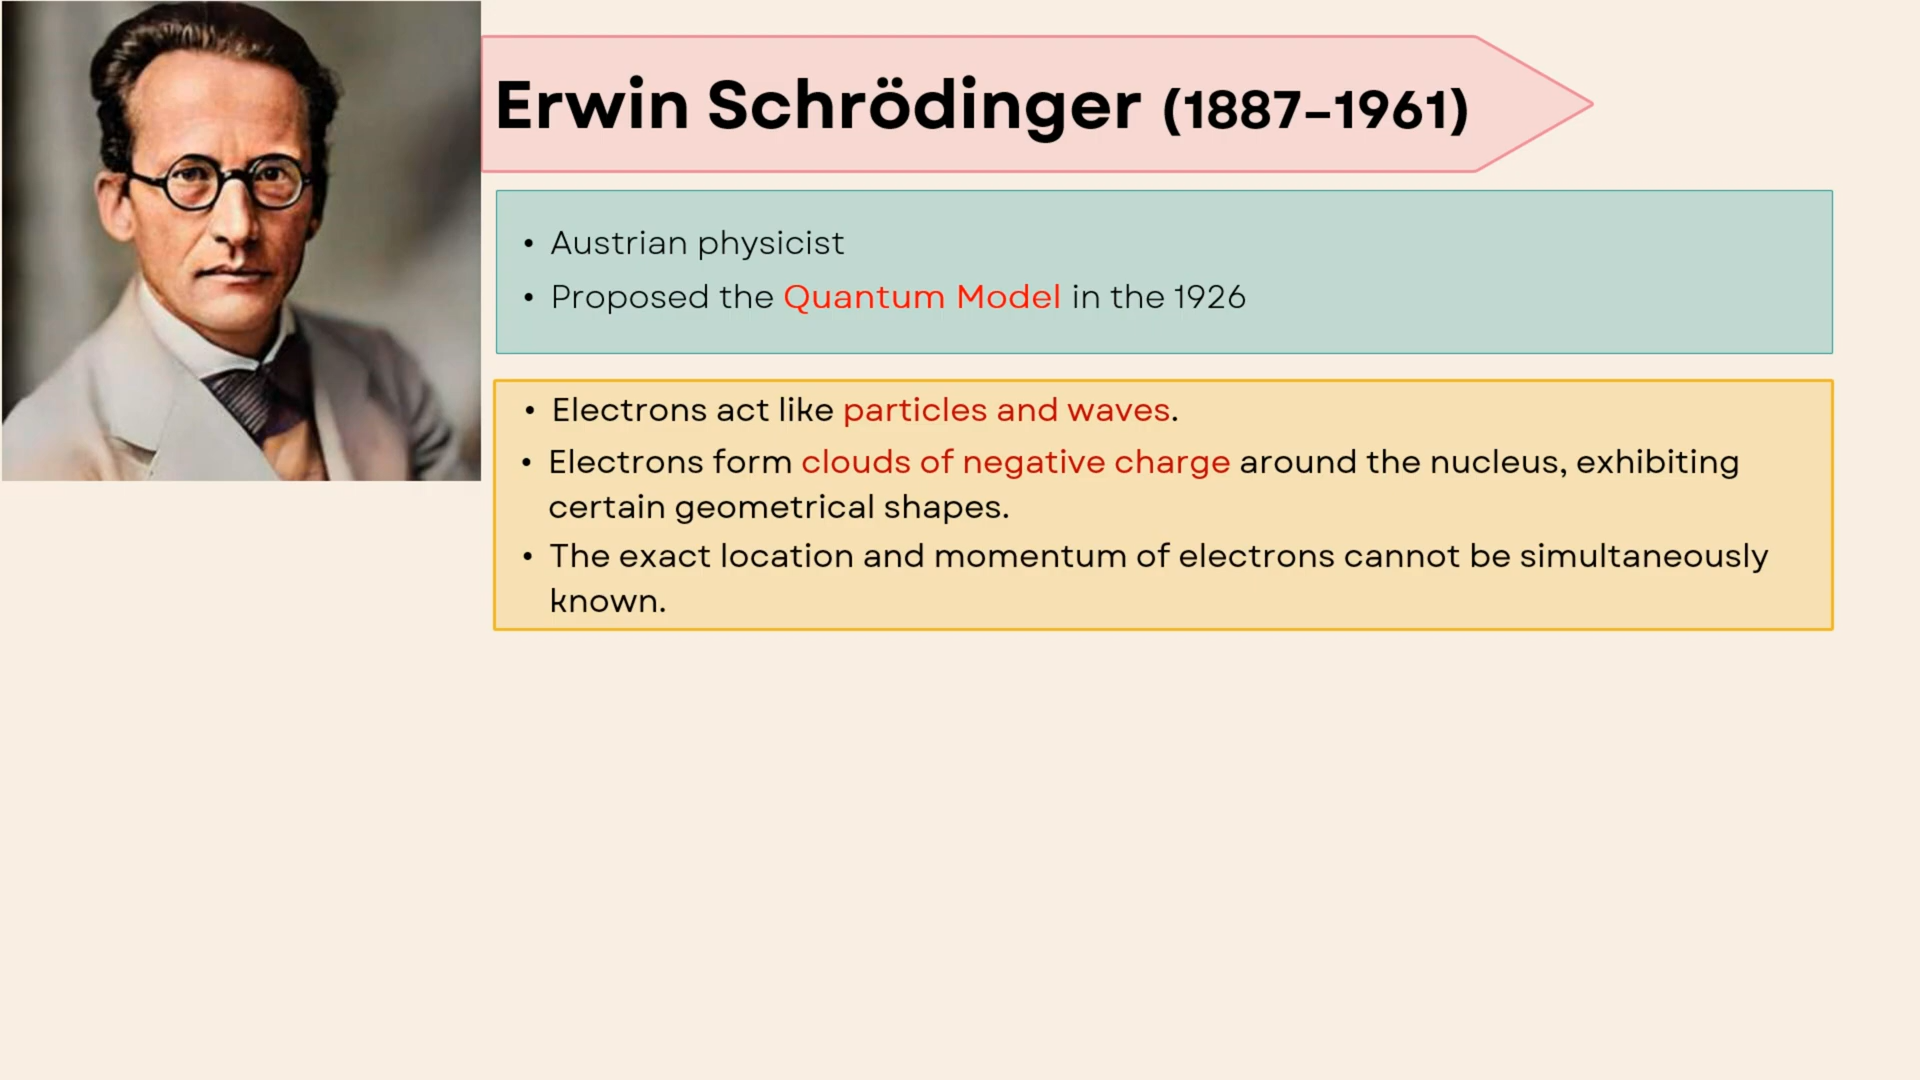 Erwin Schrödinger (1887–1961)
• Austrian physicist
• Proposed the Quantum Model in the 1926
• Electrons act like particles and waves.
• Electrons form clouds of negative charge around the nucleus, exhibiting
certain geometrical shapes.
• The exact location and momentum of electrons cannot be simultaneously
known.